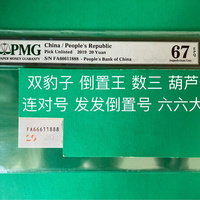 PMG
China / People's Republic
Pick Unlisted 2019 20 Yuan
S/N FA66611888 - People's Bank of China
67 EPQ
双豹子 倒置王 数三 葫芦
连对号 发发倒置号 六六大
FA66611888